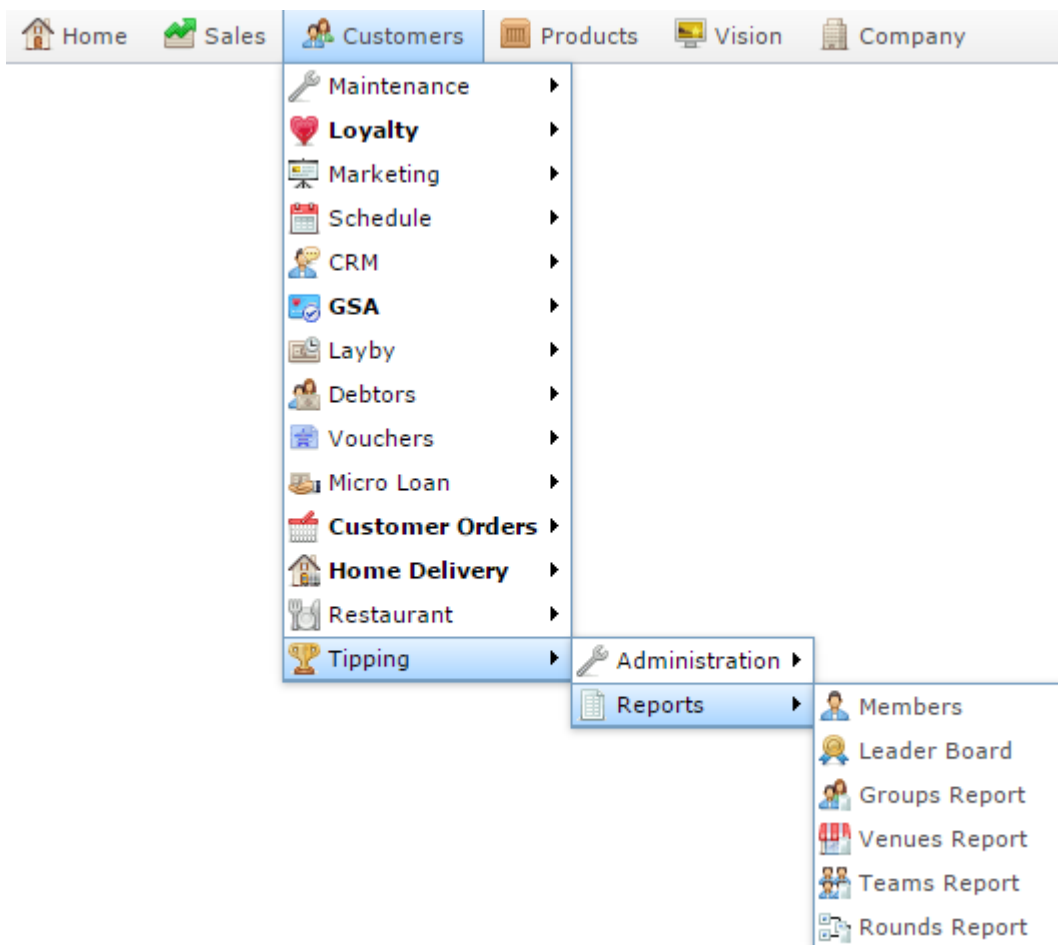 Home Sales Customers Products Vision Company
Maintenance
Loyalty
Marketing
Schedule
CRM
GSA
Layby
Debtors
Vouchers
Micro Loan
Customer Orders
Home Delivery
Restaurant
Tipping
Administration
Reports
Members
Leader Board
Groups Report
Venues Report
Teams Report
Rounds Report